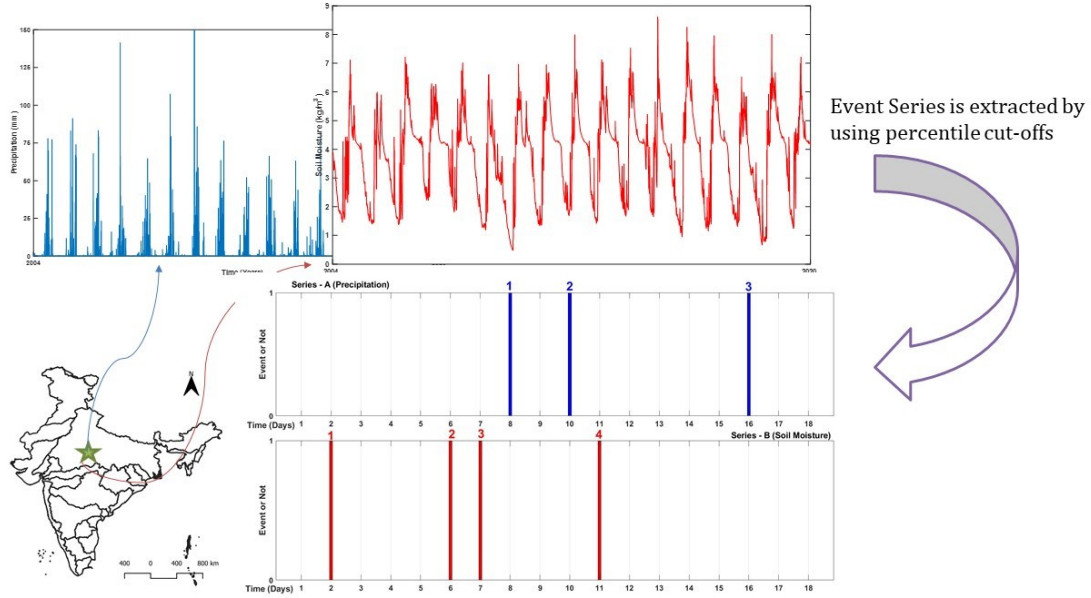 150
125
100
75
50
25
0
Precipitation (mm)
2004
Time (Years)
9
8
7
6
5
4
3
2
1
0
Soil Moisture (kg/m³)
2004
2020
Event Series is extracted by
using percentile cut-offs
Series - A (Precipitation)
1 2 3
1
Event or Not
0
Time (Days) 1 2 3 4 5 6 7 8 9 10 11 12 13 14 15 16 17 18
1 2 3 4
Series - B (Soil Moisture)
1
Event or Not
0
Time (Days) 1 2 3 4 5 6 7 8 9 10 11 12 13 14 15 16 17 18
N
400 0 400 800 km